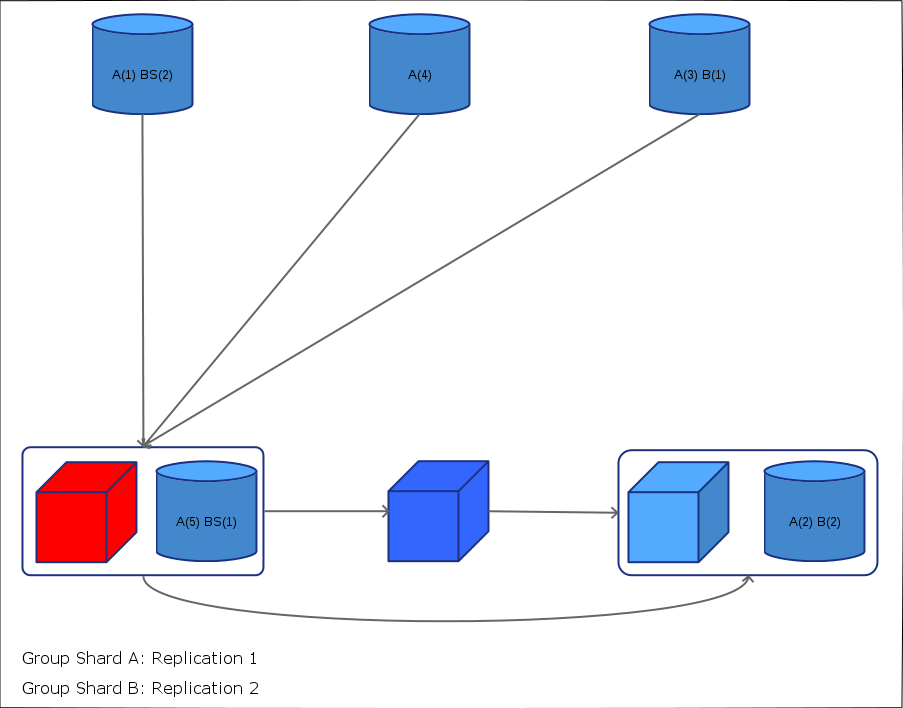 A(1) BS(2)
A(4)
A(3) B(1)
A(5) BS(1)
A(2) B(2)
Group Shard A: Replication 1
Group Shard B: Replication 2